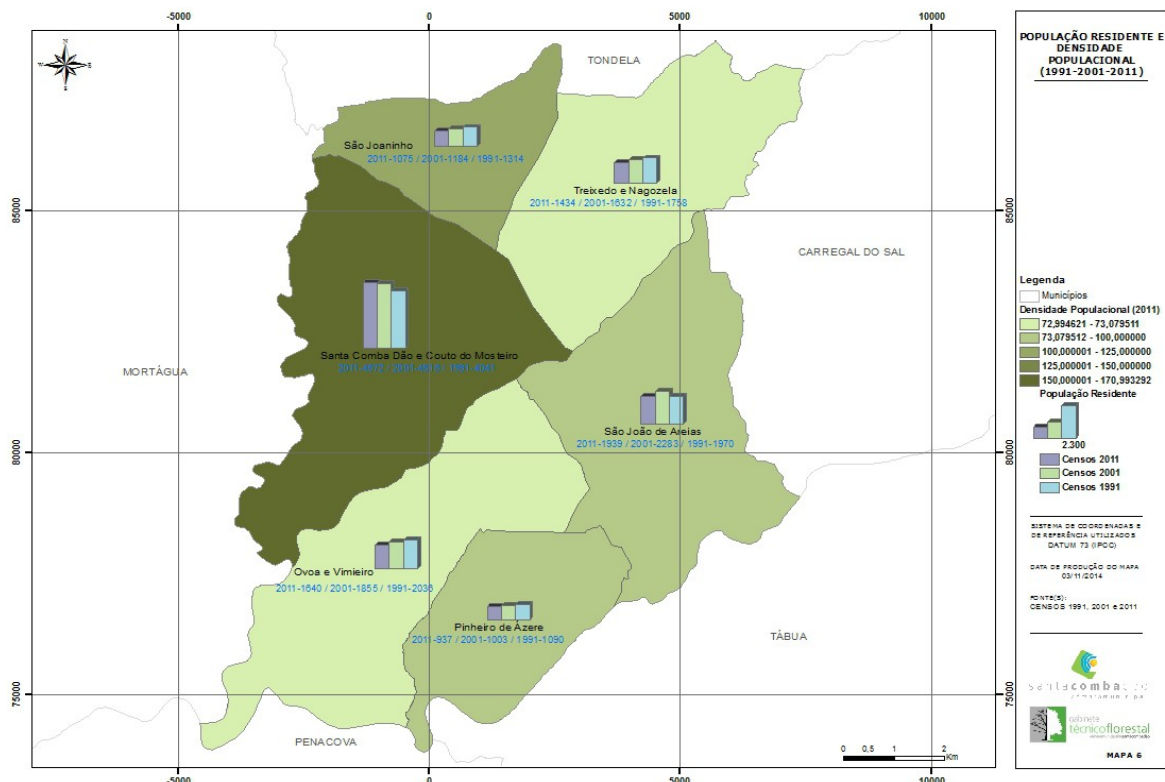 -5000 0 5000 10000
POPULAÇÃO RESIDENTE E
DENSIDADE
POPULACIONAL
(1991-2001-2011)
N
W E
S
TONDELA
São Joaninho
2011-1075 / 2001-1184 / 1991-1314
Treixedo e Nagozela
2011-1434 / 2001-1632 / 1991-1758
85000 85000
CARREGAL DO SAL
Santa Comba Dão e Couto do Mosteiro
MORTÁGUA
São João de Areias
2011-1939 / 2001-2283 / 1991-1970
80000 80000
Ovoa e Vimieiro
2011-1640 / 2001-1855 / 1991-2036
Pinheiro de Ázere
2011-937 / 2001-1003 / 1991-1090
TÁBUA
75000 75000
PENACOVA
0 0,5 1 2
Km
-5000 0 5000 10000
Legenda
Municípios
Densidade Populacional (2011)
72,994621 - 73,079511
73,079512 - 100,000000
100,000001 - 125,000000
125,000001 - 150,000000
150,000001 - 170,993292
População Residente
2.300
Censos 2011
Censos 2001
Censos 1991
SISTEMA DE COORDENADAS E
DE REFERÊNCIA UTILIZADOS
DATUM 73 (IPCC)
DATA DE PRODUÇÃO DO MAPA
03/11/2014
FONTE(S):
CENSOS 1991, 2001 e 2011
santacombadão
gabinete
técnicoflorestal
MAPA 6